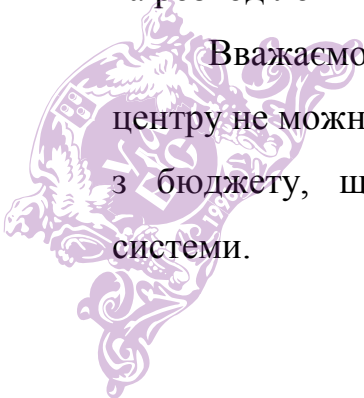 Вважаємо
центру не можн
з бюджету, щ
системи.